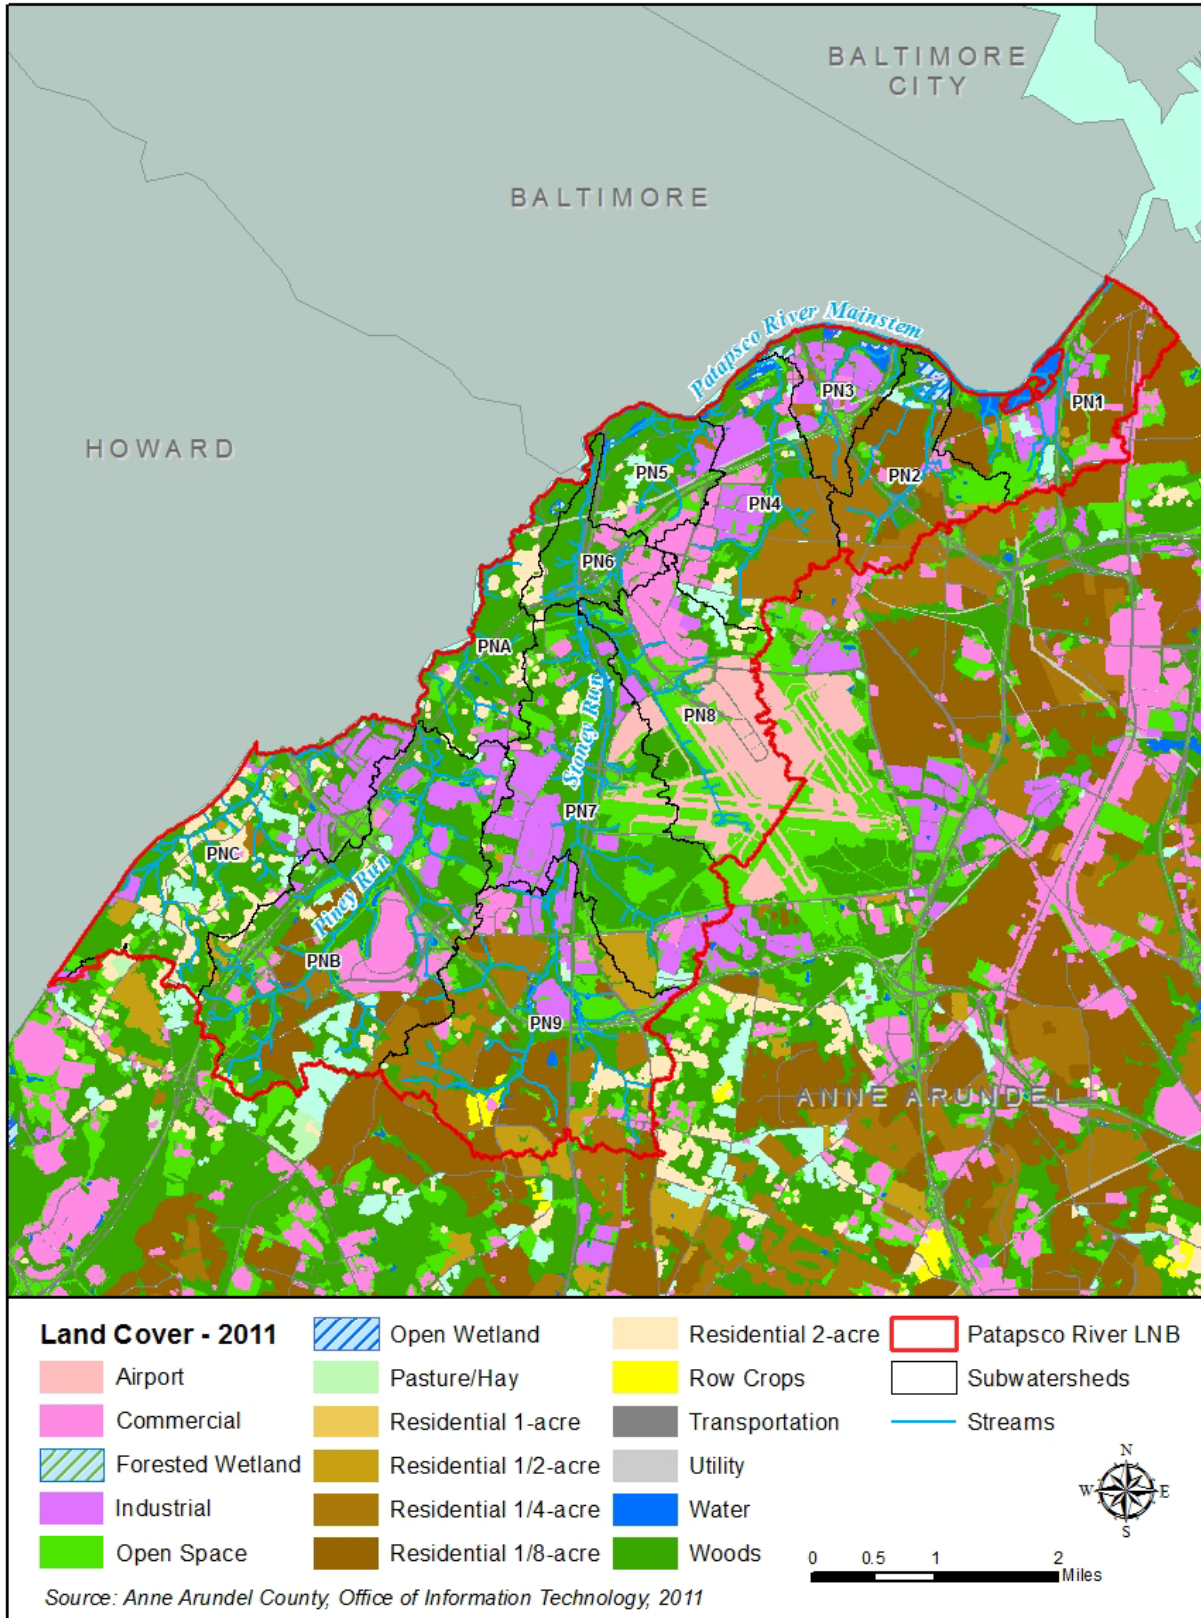 BALTIMORE
CITY
BALTIMORE
HOWARD
Patapsco River Mainstem
PN1
PN3
PN2
PN5
PN4
PN6
PNA
PN8
Stoney Run
PN7
PNC
Piney Run
PNB
PN9
ANNE ARUNDEL
Land Cover - 2011
Airport
Commercial
Forested Wetland
Industrial
Open Space
Open Wetland
Pasture/Hay
Residential 1-acre
Residential 1/2-acre
Residential 1/4-acre
Residential 1/8-acre
Residential 2-acre
Row Crops
Transportation
Utility
Water
Woods
Patapsco River LNB
Subwatersheds
Streams
N
W E
S
0 0.5 1 2
Miles
Source: Anne Arundel County, Office of Information Technology, 2011